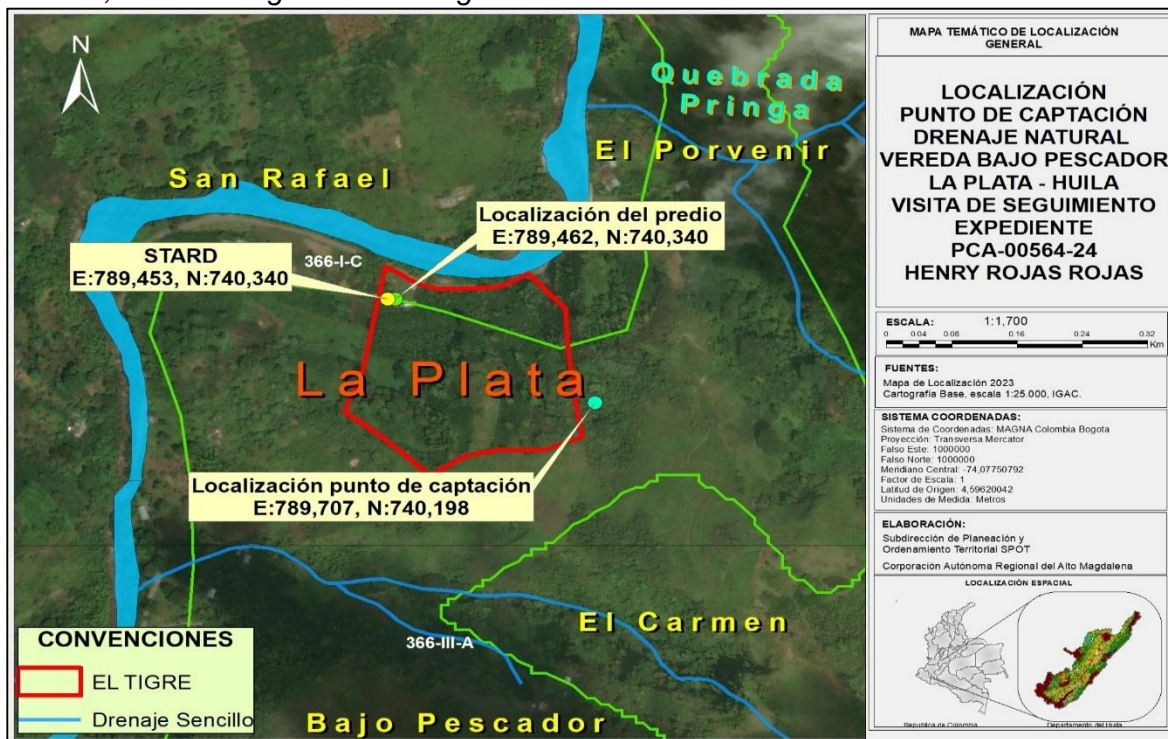 N
Quebrada
Pringa
El Porvenir
San Rafael
Localización del predio
E:789,462, N:740,340
STARD
E:789,453, N:740,340
366-I-C
La Plata
Localización punto de captación
E:789,707, N:740,198
El Carmen
366-III-A
Bajo Pescador
CONVENCIONES
EL TIGRE
Drenaje Sencillo
MAPA TEMÁTICO DE LOCALIZACIÓN
GENERAL
LOCALIZACIÓN
PUNTO DE CAPTACIÓN
DRENAJE NATURAL
VEREDA BAJO PESCADOR
LA PLATA - HUILA
VISITA DE SEGUIMIENTO
EXPEDIENTE
PCA-00564-24
HENRY ROJAS ROJAS
ESCALA: 1:1,700
0 0.04 0.08 0.16 0.24 0.32
Km
FUENTES:
Mapa de Localización 2023
Cartografía Base, escala 1:25.000, IGAC.
SISTEMA COORDENADAS:
Sistema de Coordenadas: MAGNA Colombia Bogota
Proyección: Transversa Mercator
Falso Este: 1000000
Falso Norte: 1000000
Meridiano Central: -74,07750792
Factor de Escala: 1
Latitud de Origen: 4,59620042
Unidades de Medida: Metros
ELABORACIÓN:
Subdirección de Planeación y
Ordenamiento Territorial SPOT
Corporación Autónoma Regional del Alto Magdalena
LOCALIZACIÓN ESPACIAL
Republica de Colombia
Departamento del Huila